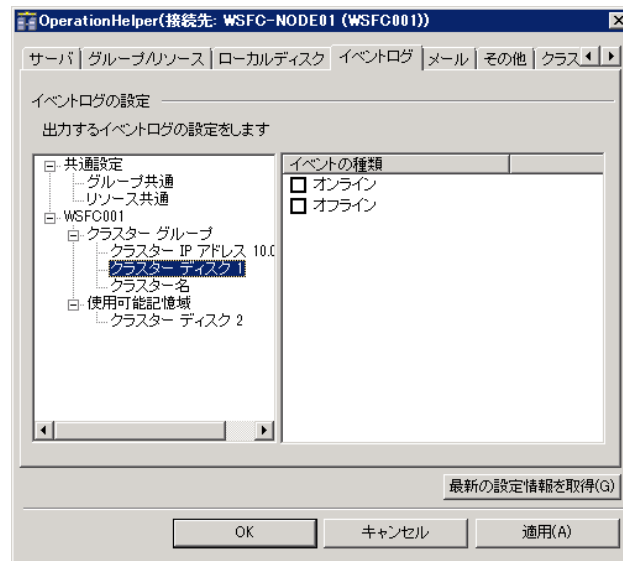 OperationHelper(接続先: WSFC-NODE01 (WSFC001))
サーバ グループ/リソース ローカルディスク イベントログ メール その他 クラス
イベントログの設定
出力するイベントログの設定をします
共通設定
グループ共通
リソース共通
WSFC001
クラスター グループ
クラスター IP アドレス 10.0
クラスター ディスク 1
クラスター名
使用可能記憶域
クラスター ディスク 2
イベントの種類
オンライン
オフライン
最新の設定情報を取得(G)
OK キャンセル 適用(A)